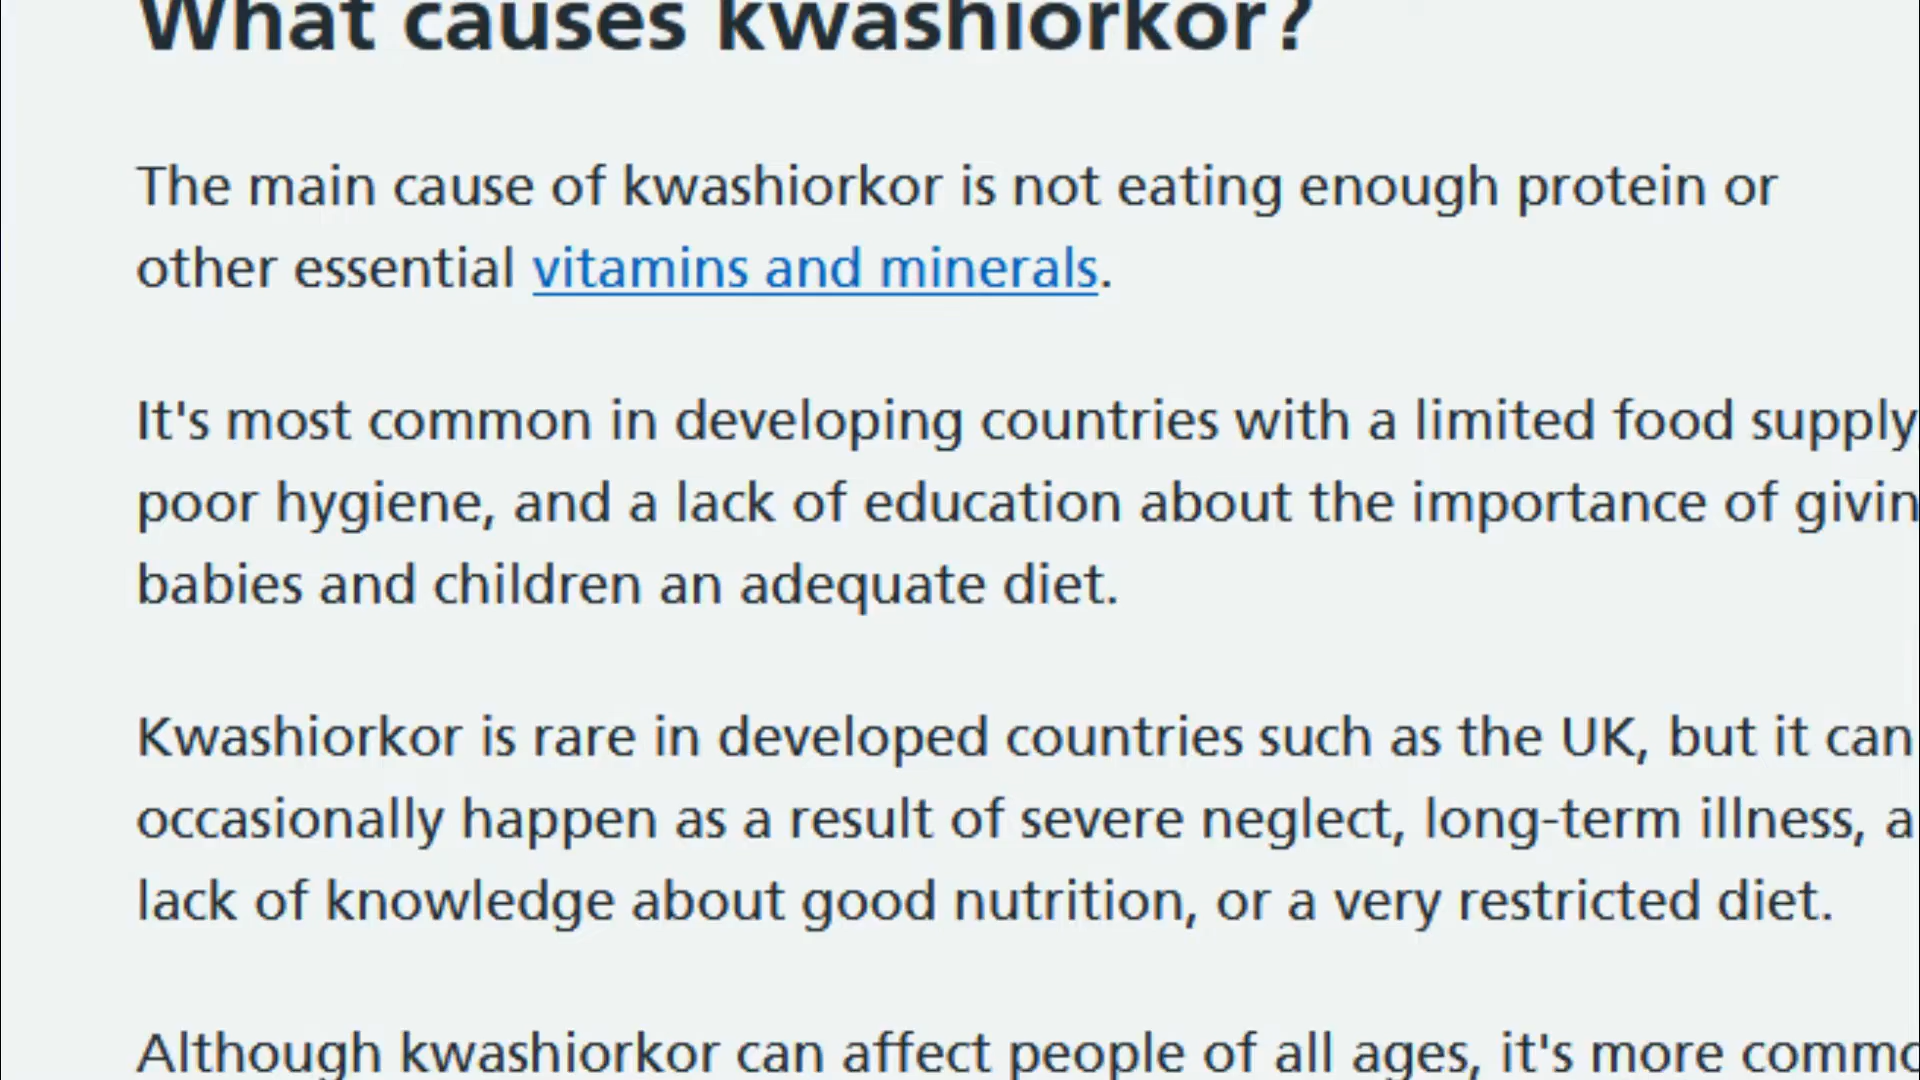 What causes kwashiorkor?
The main cause of kwashiorkor is not eating enough protein or
other essential vitamins and minerals.
It's most common in developing countries with a limited food supply
poor hygiene, and a lack of education about the importance of
babies and children an adequate diet.
Kwashiorkor is rare in developed countries such as the UK, but it can
occasionally happen as a result of severe neglect, long-term illness, a
lack of knowledge about good nutrition, or a very restricted diet.
Although kwashiorkor can affect people of all ages, it's more